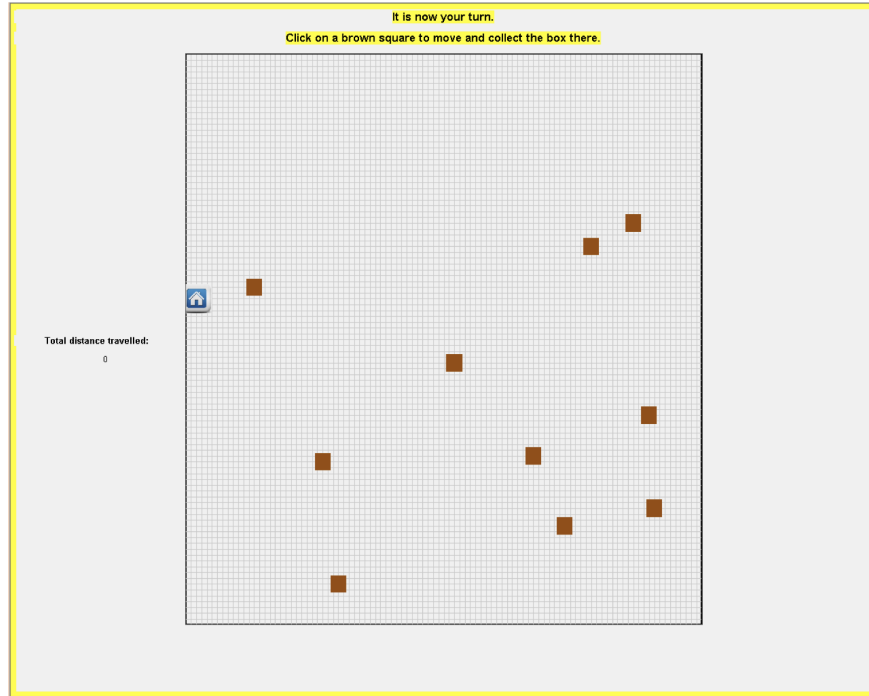 It is now your turn.
Click on a brown square to move and collect the box there.
Total distance travelled:
0